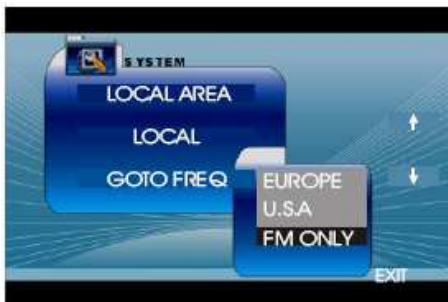 SYSTEM
LOCAL AREA
LOCAL
GOTO FREQ
EUROPE
U.S.A
FM ONLY
EXIT